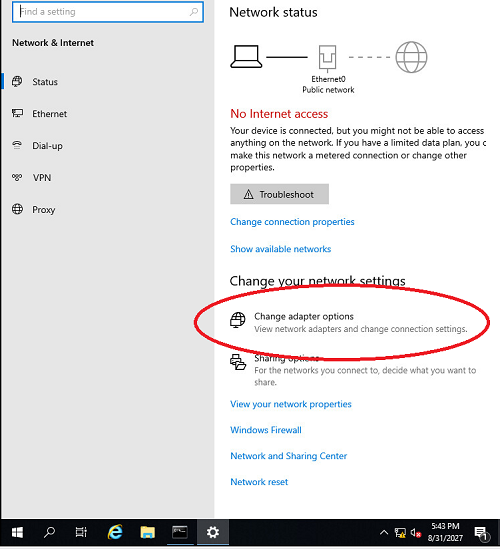 Find a setting
Network & Internet
Status
Ethernet
Dial-up
VPN
Proxy
Network status
Ethernet0
Public network
No Internet access
Your device is connected, but you might not be able to access
anything on the network. If you have a limited data plan, you c
make this network a metered connection or change other
properties.
Troubleshoot
Change connection properties
Show available networks
Change your network settings
Change adapter options
View network adapters and change connection settings.
Sharing options
For the networks you connect to, decide what you want to
share.
View your network properties
Windows Firewall
Network and Sharing Center
Network reset
5:43 PM
8/31/2027
1